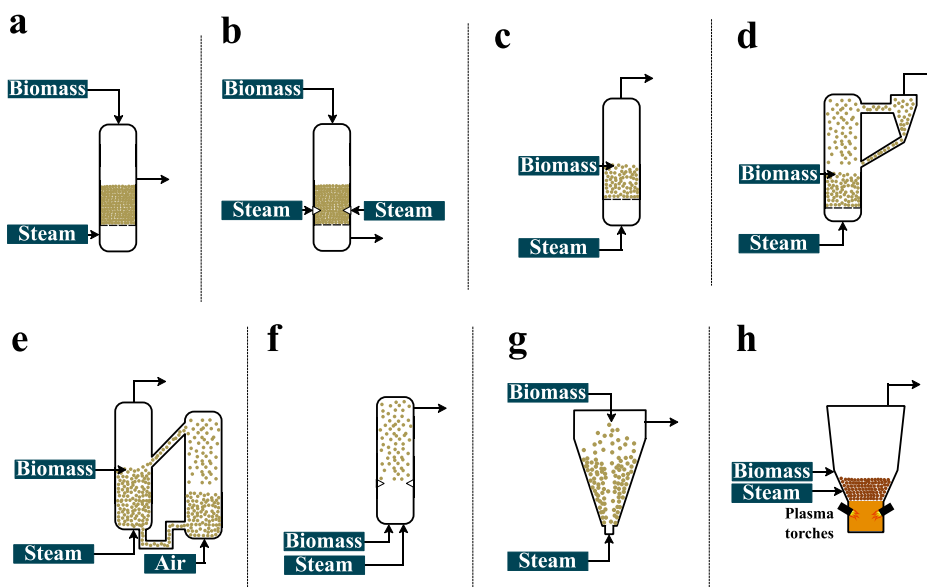 a
Biomass
Steam
b
Biomass
Steam
Steam
c
Biomass
Steam
d
Biomass
Steam
e
Biomass
Steam
Air
f
Biomass
Steam
g
Biomass
Steam
h
Biomass
Steam
Plasma
torches